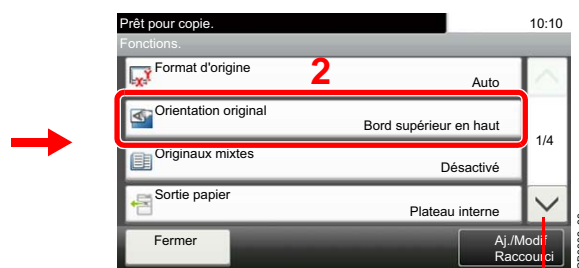 Prêt pour copie.
10:10
Fonctions.
Format d'origine
2
Auto
Orientation original
Bord supérieur en haut
1/4
Originaux mixtes
Désactivé
Sortie papier
Plateau interne
Fermer
Aj./Modif
Raccourci